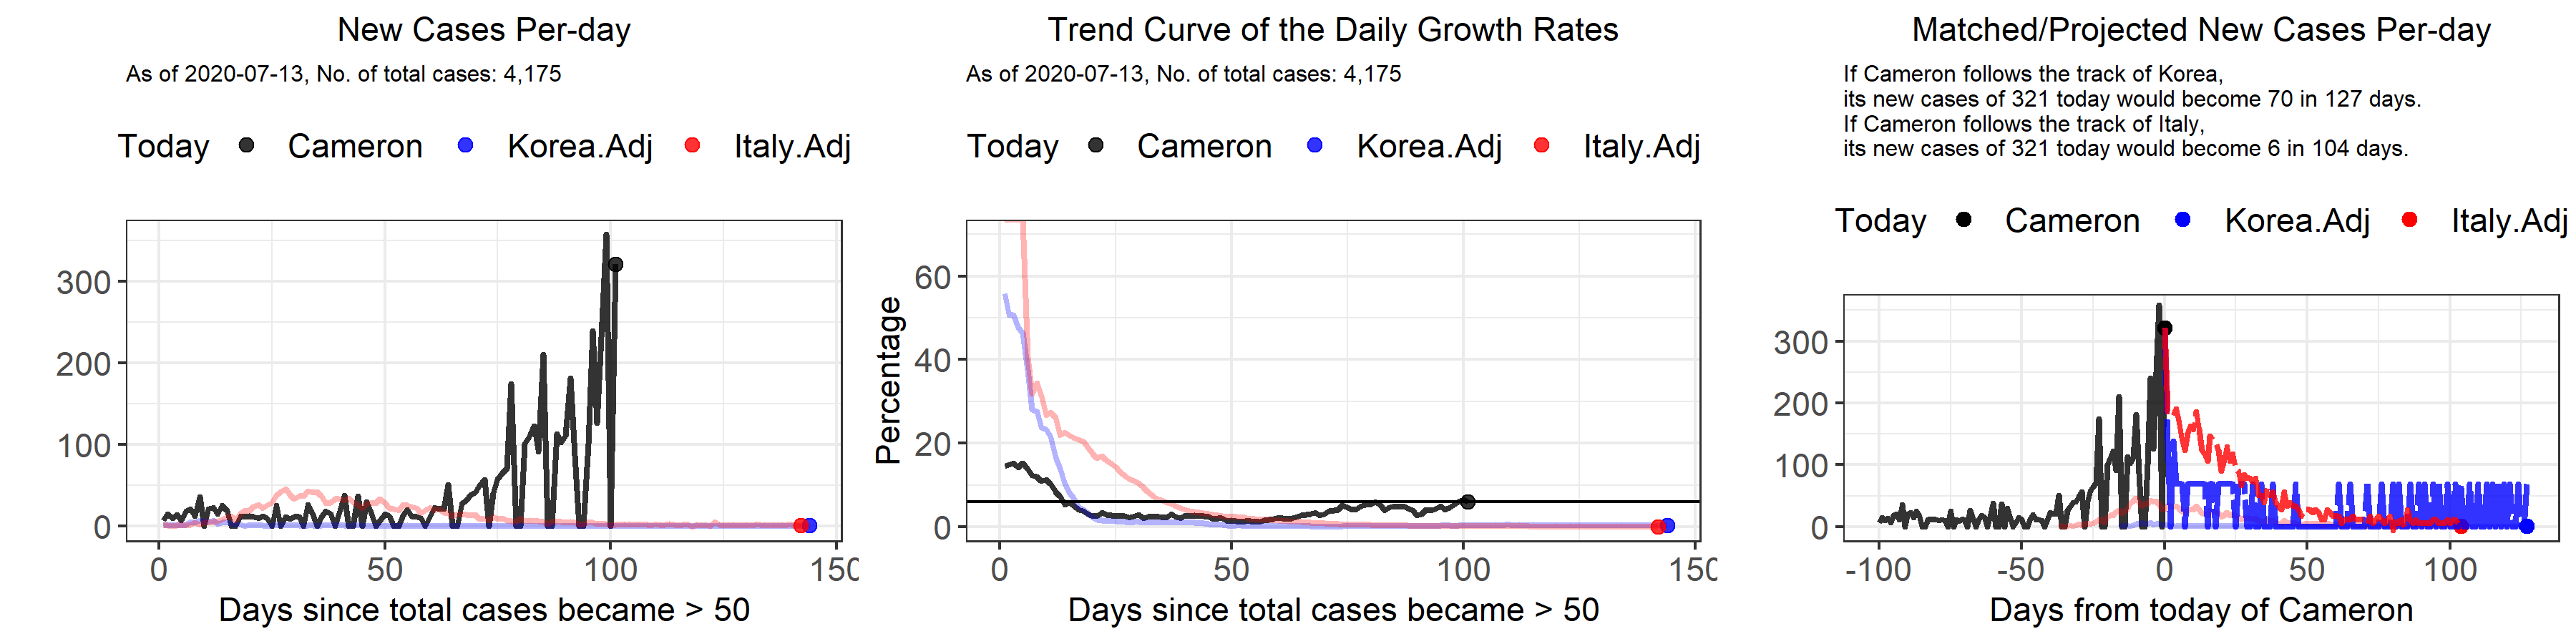 New Cases Per-day
As of 2020-07-13, No. of total cases: 4,175
Today Cameron Korea.Adj Italy.Adj
300
200
100
0
0 50 100 150
Days since total cases became > 50
Trend Curve of the Daily Growth Rates
As of 2020-07-13, No. of total cases: 4,175
Today Cameron Korea.Adj Italy.Adj
Percentage
60
40
20
0
0 50 100 150
Days since total cases became > 50
Matched/Projected New Cases Per-day
If Cameron follows the track of Korea,
its new cases of 321 today would become 70 in 127 days.
If Cameron follows the track of Italy,
its new cases of 321 today would become 6 in 104 days.
Today Cameron Korea.Adj Italy.Adj
300
200
100
0
-100 -50 0 50 100
Days from today of Cameron